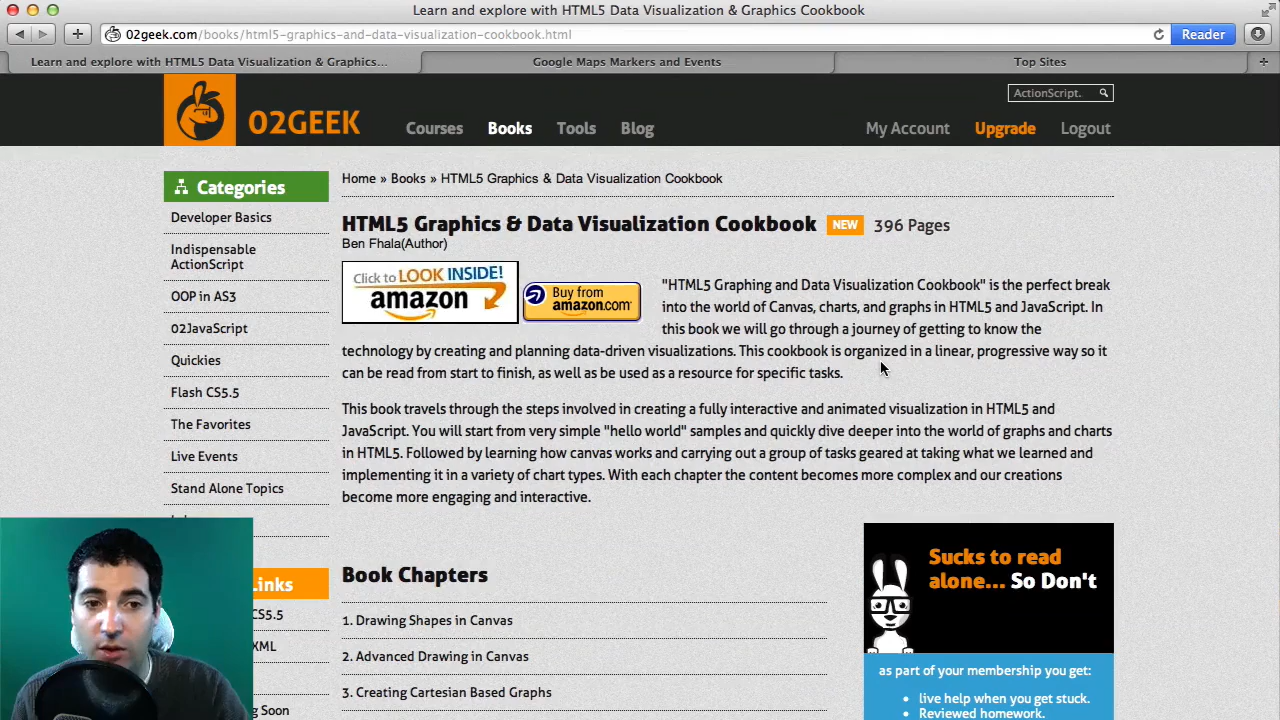 Learn and explore with HTML5 Data Visualization & Graphics Cookbook
02geek.com/books/html5-graphics-and-data-visualization-cookbook.html
Reader
Learn and explore with HTML5 Data Visualization & Graphics...
Google Maps Markers and Events
Top Sites
ActionScript.
02GEEK
Courses
Books
Tools
Blog
My Account
Upgrade
Logout
Categories
Developer Basics
Indispensable
ActionScript
OOP in AS3
02JavaScript
Quickies
Flash CS5.5
The Favorites
Live Events
Stand Alone Topics
Links
CS5.5
XML
g Soon
Home » Books » HTML5 Graphics & Data Visualization Cookbook
HTML5 Graphics & Data Visualization Cookbook NEW 396 Pages
Ben Fhala(Author)
Click to LOOK INSIDE!
amazon
Buy from
amazon.com
"HTML5 Graphing and Data Visualization Cookbook" is the perfect break
into the world of Canvas, charts, and graphs in HTML5 and JavaScript. In
this book we will go through a journey of getting to know the
technology by creating and planning data-driven visualizations. This cookbook is organized in a linear, progressive way so it
can be read from start to finish, as well as be used as a resource for specific tasks.
This book travels through the steps involved in creating a fully interactive and animated visualization in HTML5 and
JavaScript. You will start from very simple "hello world" samples and quickly dive deeper into the world of graphs and charts
in HTML5. Followed by learning how canvas works and carrying out a group of tasks geared at taking what we learned and
implementing it in a variety of chart types. With each chapter the content becomes more complex and our creations
become more engaging and interactive.
Book Chapters
1. Drawing Shapes in Canvas
2. Advanced Drawing in Canvas
3. Creating Cartesian Based Graphs
Sucks to read
alone... So Don't
as part of your membership you get:
live help when you get stuck.
Reviewed homework.